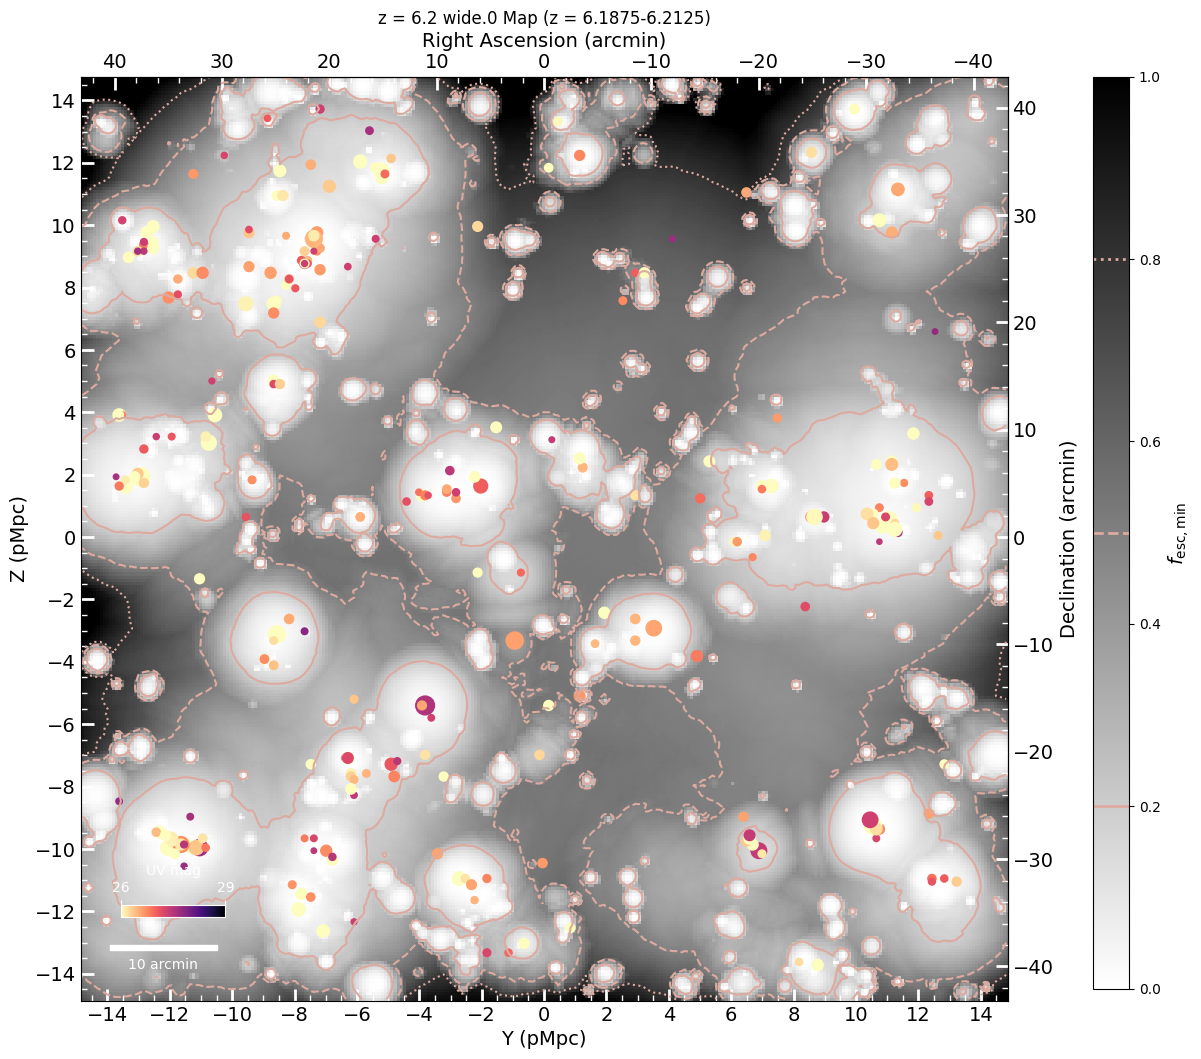 z = 6.2 wide.0 Map (z = 6.1875-6.2125)
Right Ascension (arcmin)
40 30 20 10 0 −10 −20 −30 −40
14 12 10 8 6 4 2 0 −2 −4 −6 −8 −10 −12 −14
Z (pMpc)
40 30 20 10 0 −10 −20 −30 −40
Declination (arcmin)
1.0 0.8 0.6 0.4 0.2 0.0
f_esc,min
UV mag
26 29
10 arcmin
−14 −12 −10 −8 −6 −4 −2 0 2 4 6 8 10 12 14
Y (pMpc)